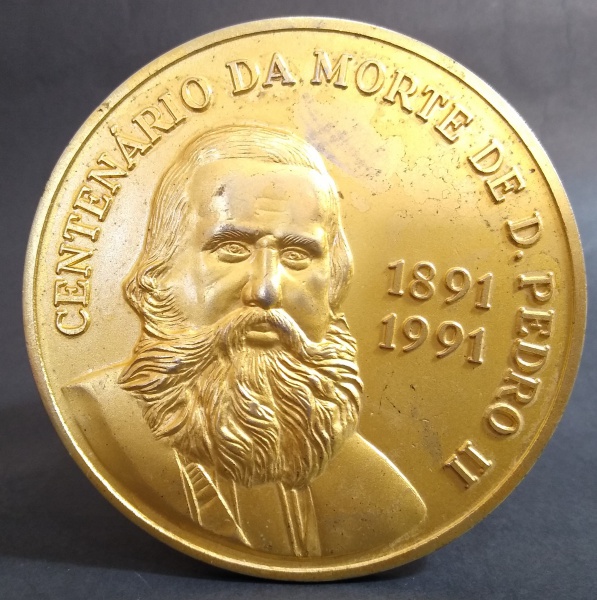 CENTENÁRIO DA MORTE DE D. PEDRO II
1891
1991